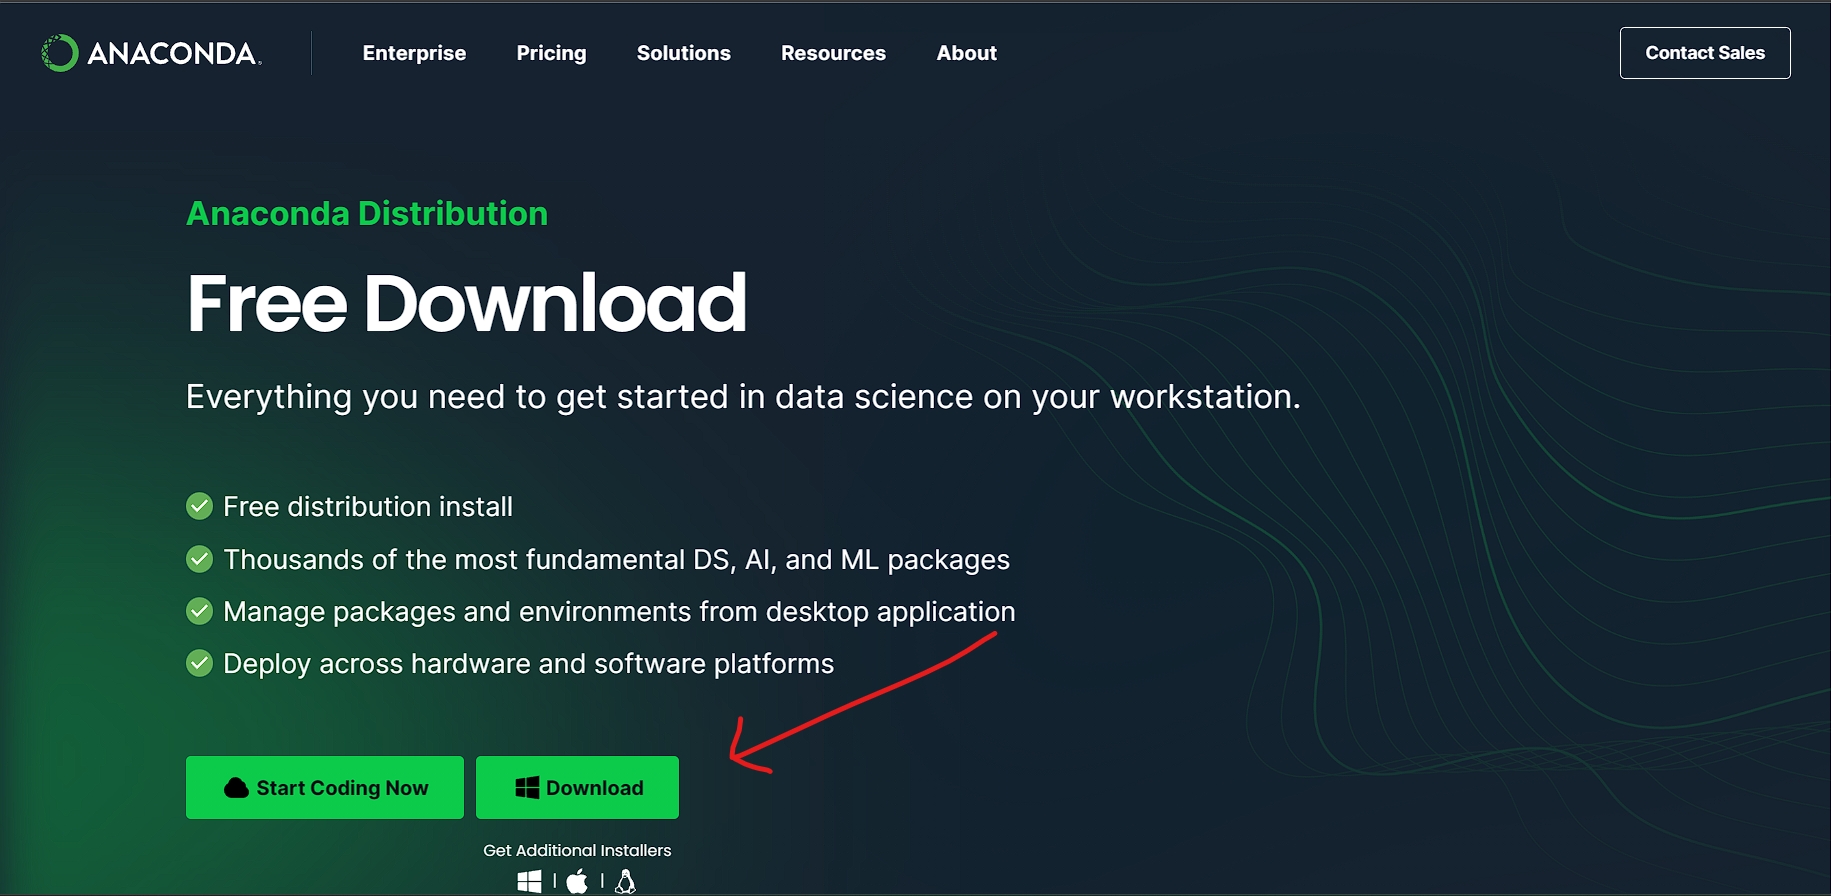 ANACONDA.
Enterprise
Pricing
Solutions
Resources
About
Contact Sales
Anaconda Distribution
Free Download
Everything you need to get started in data science on your workstation.
Free distribution install
Thousands of the most fundamental DS, AI, and ML packages
Manage packages and environments from desktop application
Deploy across hardware and software platforms
Start Coding Now
Download
Get Additional Installers
| |